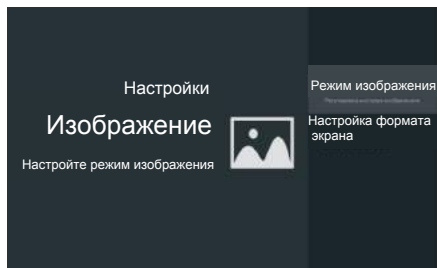 Настройки
Изображение
Настройте режим изображения
Режим изображения
Настройка формата
экрана